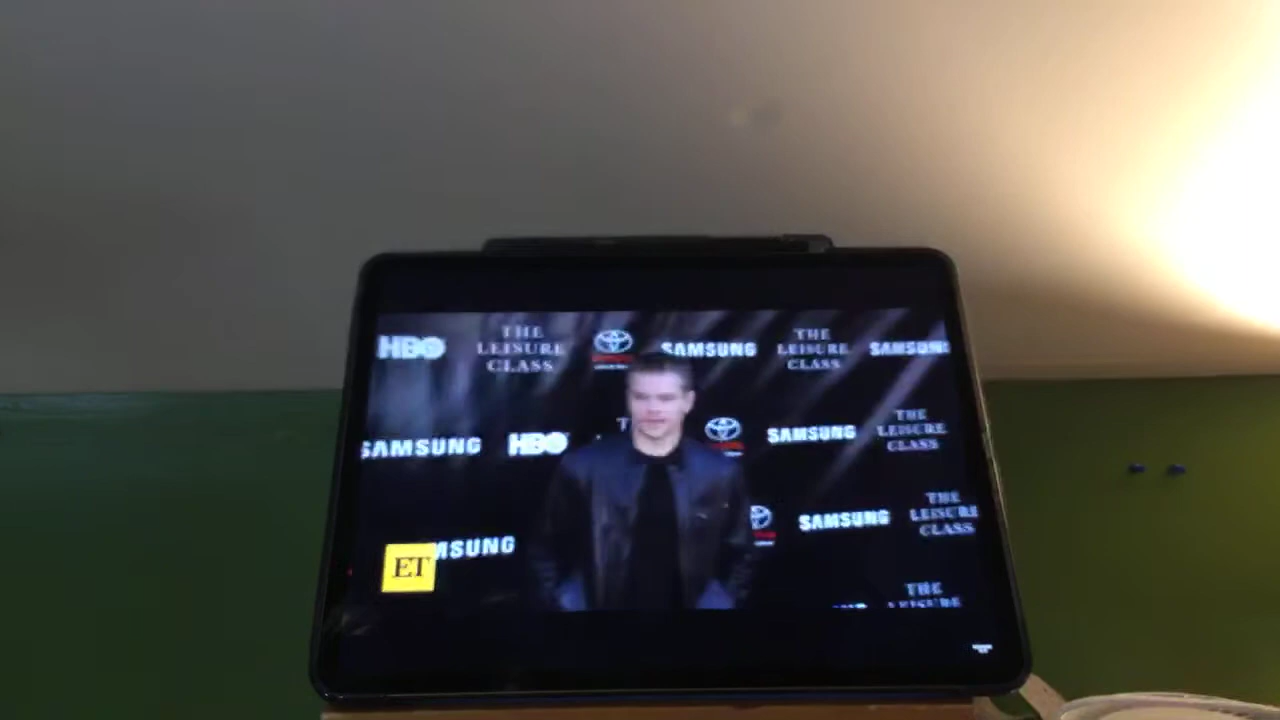 HBO
THE
LEISURE
CLASS
SAMSUNG
THE
LEISURE
CLASS
SAMSUNG
SAMSUNG
HBO
T
SAMSUNG
THE
LEISURE
CLASS
SAMSUNG
THE
LEISURE
CLASS
MSUNG
ET
THE
LEISURE